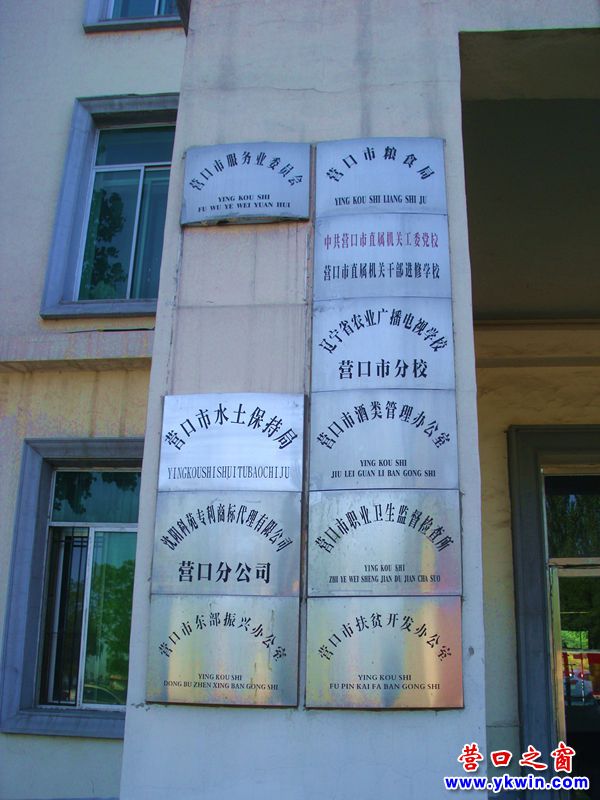 营口市服务业委员会
YING KOU SHI
FU WU YE WEI YUAN HUI
营口市粮食局
YING KOU SHI LIANG SHI JU
中共营口市直属机关工委党校
营口市直属机关干部进修学校
辽宁省农业广播电视学校
营口市分校
营口市水土保持局
YINGKOUSHISHUITUBAOCHIJU
营口市酒类管理办公室
YING KOU SHI
JIU LEI GUAN LI BAN GONG SHI
沈阳科苑专利商标代理有限公司
营口分公司
营口市职业卫生监督检查所
YING KOU SHI
ZHI YE WEI SHENG JIAN DU JIAN CHA SUO
营口市东部振兴办公室
YING KOU SHI
DONG BU ZHEN XING BAN GONG SHI
营口市扶贫开发办公室
YING KOU SHI
FU PIN KAI FA BAN GONG SHI
营口之窗
www.ykwin.com